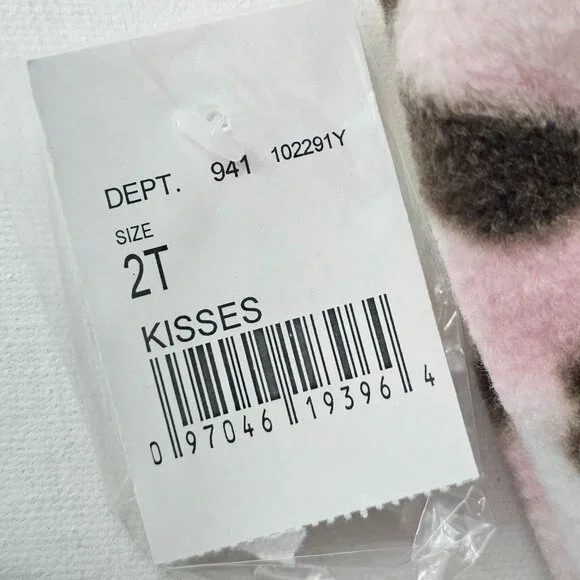 DEPT. 941 102291Y
SIZE
2T
KISSES
0 97046 19396 4